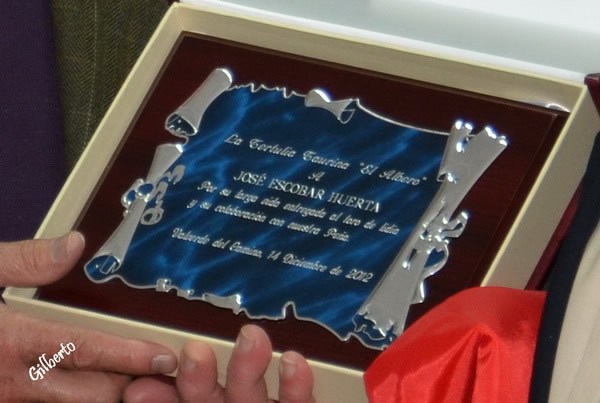 La Tertulia Taurina "El Albero"
A
JOSÉ ESCOBAR HUERTA
Por su larga vida entregada al toro de lidia
y su colaboración con nuestra Peña.
Valverde del Camino, 14 Diciembre de 2012
Gilberto